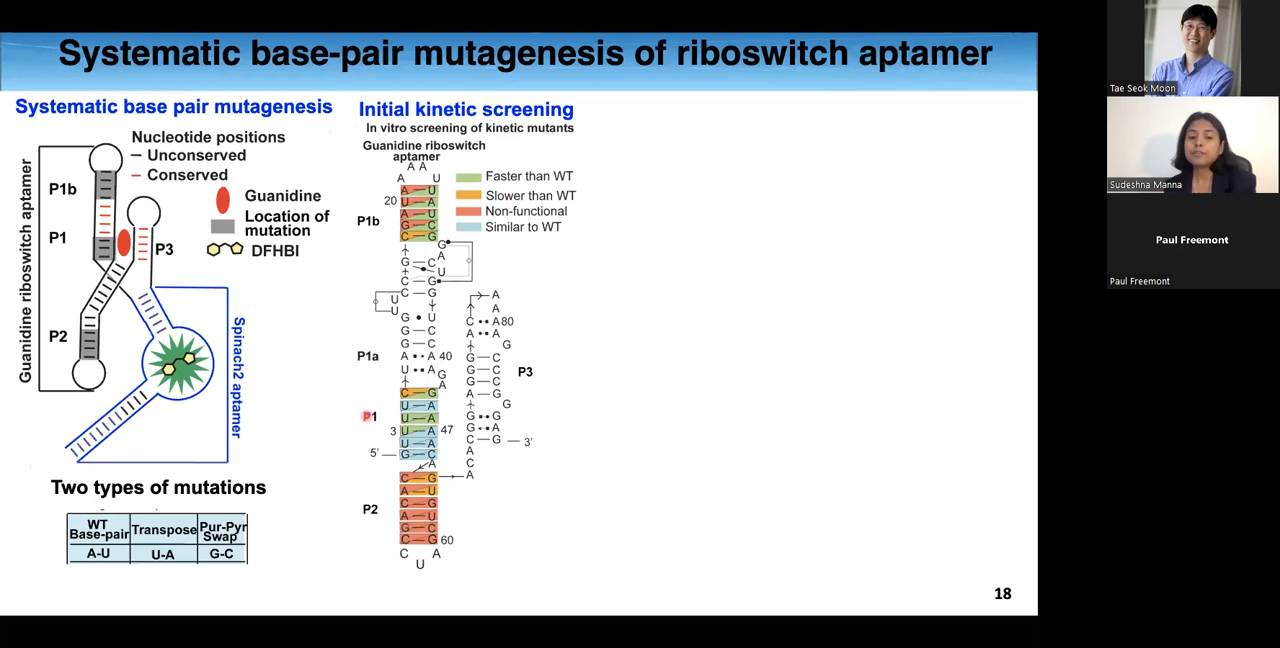 Systematic base-pair mutagenesis of riboswitch aptamer
Systematic base pair mutagenesis
Nucleotide positions
Unconserved
Conserved
Guanidine
Location of
mutation
DFHBI
Guanidine riboswitch aptamer
P1b
P1
P3
P2
Spinach2 aptamer
Two types of mutations
WT
Base-pair
Transpose
Pur-Pyr
Swap
A-U
U-A
G-C
Initial kinetic screening
In vitro screening of kinetic mutants
Guanidine riboswitch
aptamer
Faster than WT
Slower than WT
Non-functional
Similar to WT
A A
A U
A U
20 U A
P1b
A U
G C
C G
G
G C A
U
C G
C G
U
U
G U
G C
G C
P1a
A A 40
U A G
A
C G
U A
P1
U A
3 U A 47
U A
5' G C
A
C G A
A U
C G
P2
A U
G C
C G 60
C A
U
A
A
C A 80
A A
G
G C
G C
P3
G C
A G
G
G G
G A
C G 3'
A
C
18
Tae Seok Moon
Sudeshna Manna
Paul Freemont
Paul Freemont